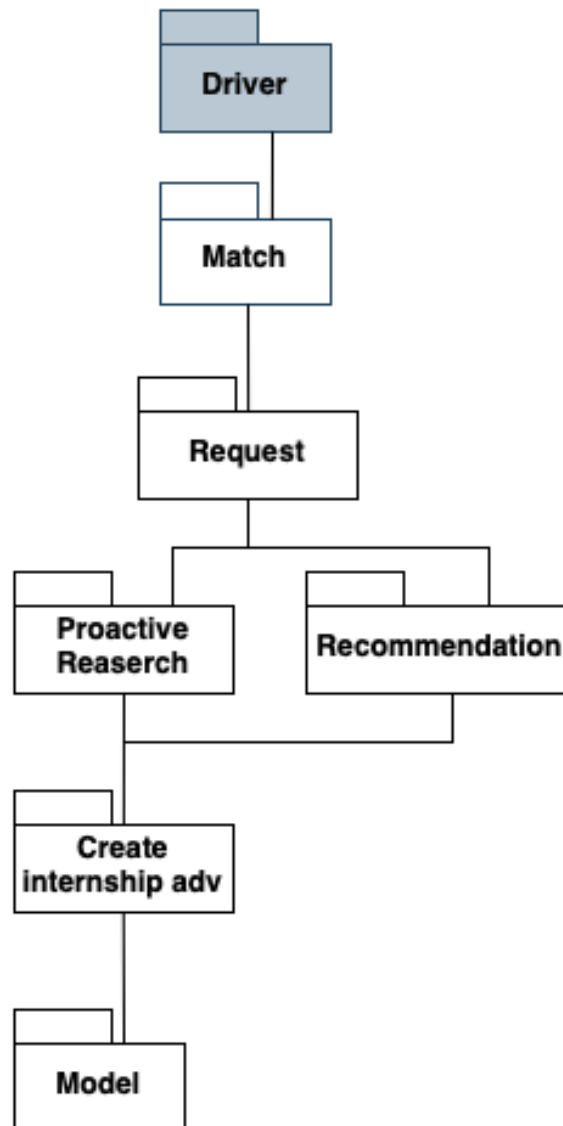 Driver
Match
Request
Proactive
Reaserch
Recommendation
Create
internship adv
Model